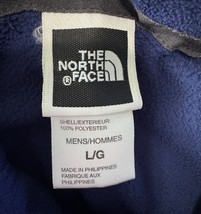 THE
NORTH
FACE
®
SHELL/EXTERIEUR:
100% POLYESTER
MENS/HOMMES
L/G
MADE IN PHILIPPINES
FABRIQUE AUX
PHILIPPINES